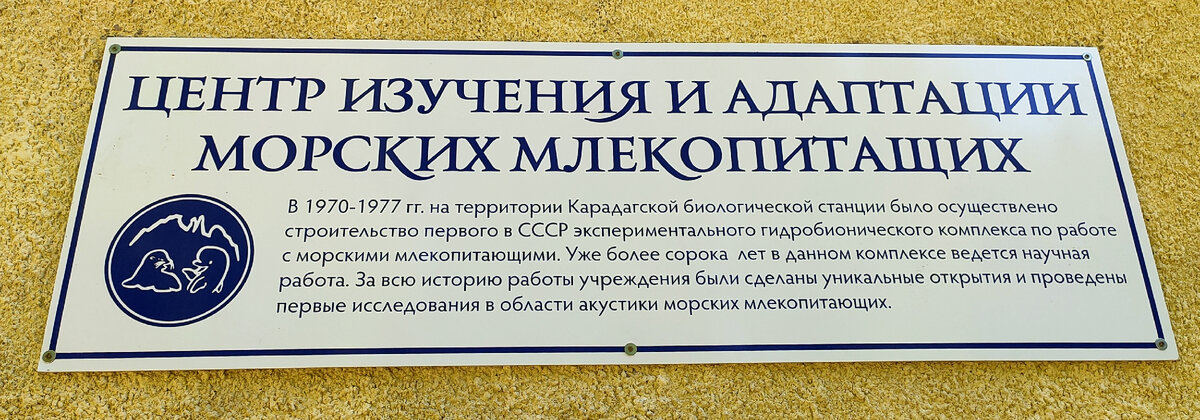 ЦЕНТР ИЗУЧЕНИЯ И АДАПТАЦИИ
МОРСКИХ МЛЕКОПИТАЩИХ
В 1970-1977 гг. на территории Карадагской биологической станции было осуществлено
строительство первого в СССР экспериментального гидробионического комплекса по работе
с морскими млекопитающими. Уже более сорока лет в данном комплексе ведется научная
работа. За всю историю работы учреждения были сделаны уникальные открытия и проведены
первые исследования в области акустики морских млекопитающих.